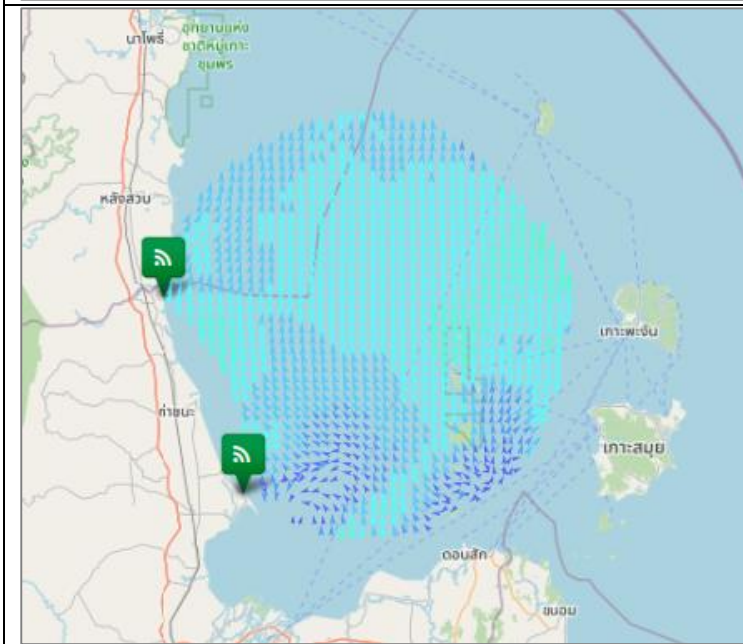 นาโพธิ์
อุทยานแห่ง
ชาติหมู่เกาะ
ชุมพร
หลังสวน
เกาะพะงัน
ท่าชนะ
เกาะสมุย
ดอนสัก
ขนอม